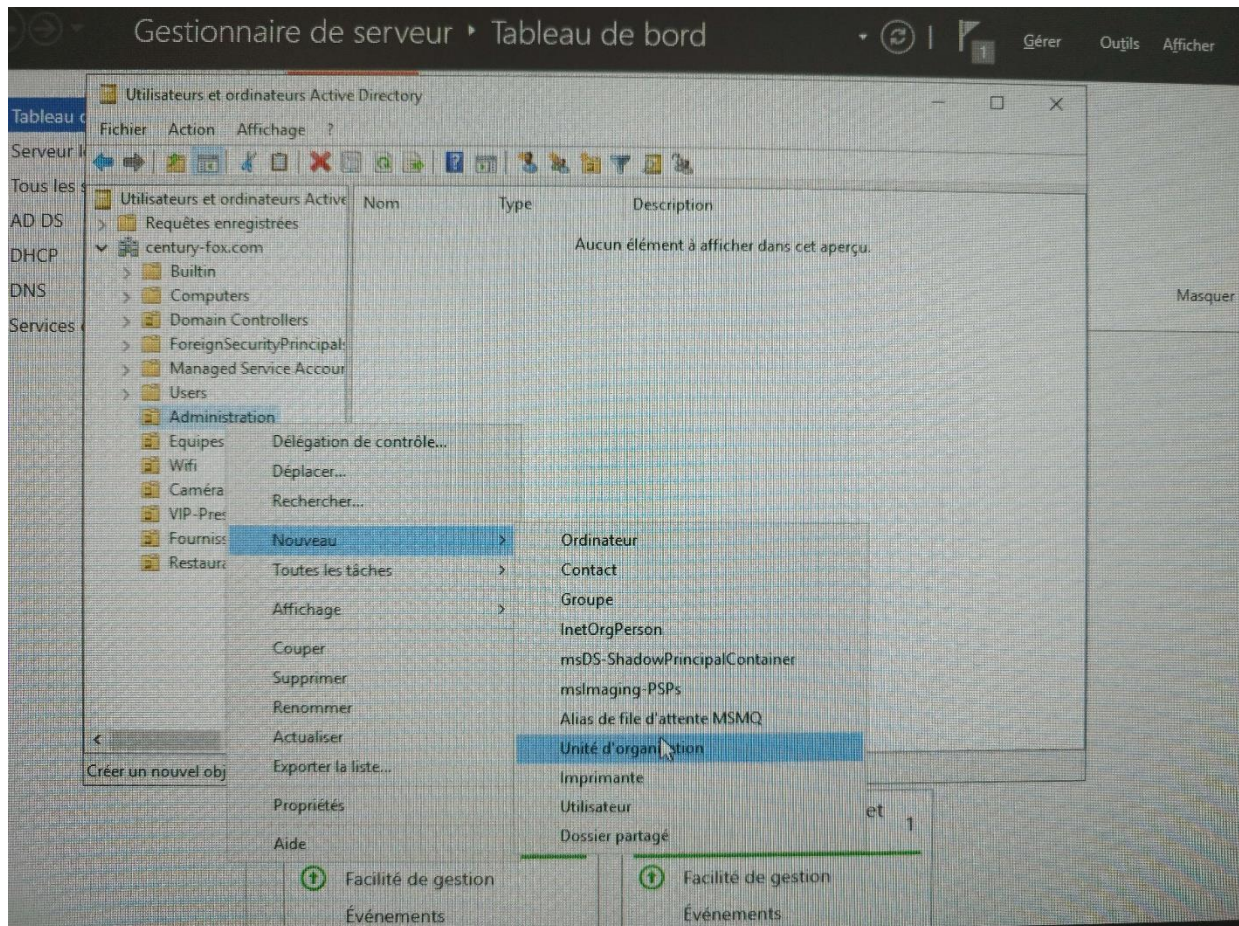 Gestionnaire de serveur ‣ Tableau de bord
1
Gérer
Outils
Afficher
Utilisateurs et ordinateurs Active Directory
Fichier Action Affichage ?
Tableau
Serveur
Tous les
AD DS
DHCP
DNS
Services
Utilisateurs et ordinateurs Active
Requêtes enregistrées
century-fox.com
Builtin
Computers
Domain Controllers
ForeignSecurityPrincipal
Managed Service Accour
Users
Administration
Equipes
Wifi
Caméra
VIP-Pres
Fourniss
Restaura
Nom Type Description
Aucun élément à afficher dans cet aperçu.
Masquer
Délégation de contrôle...
Déplacer...
Rechercher...
Nouveau
Toutes les tâches
Affichage
Couper
Supprimer
Renommer
Actualiser
Exporter la liste...
Propriétés
Aide
Ordinateur
Contact
Groupe
InetOrgPerson
msDS-ShadowPrincipalContainer
msImaging-PSPs
Alias de file d'attente MSMQ
Unité d'organisation
Imprimante
Utilisateur
Dossier partagé
Créer un nouvel obj
et
1
Facilité de gestion
Événements
Facilité de gestion
Événements